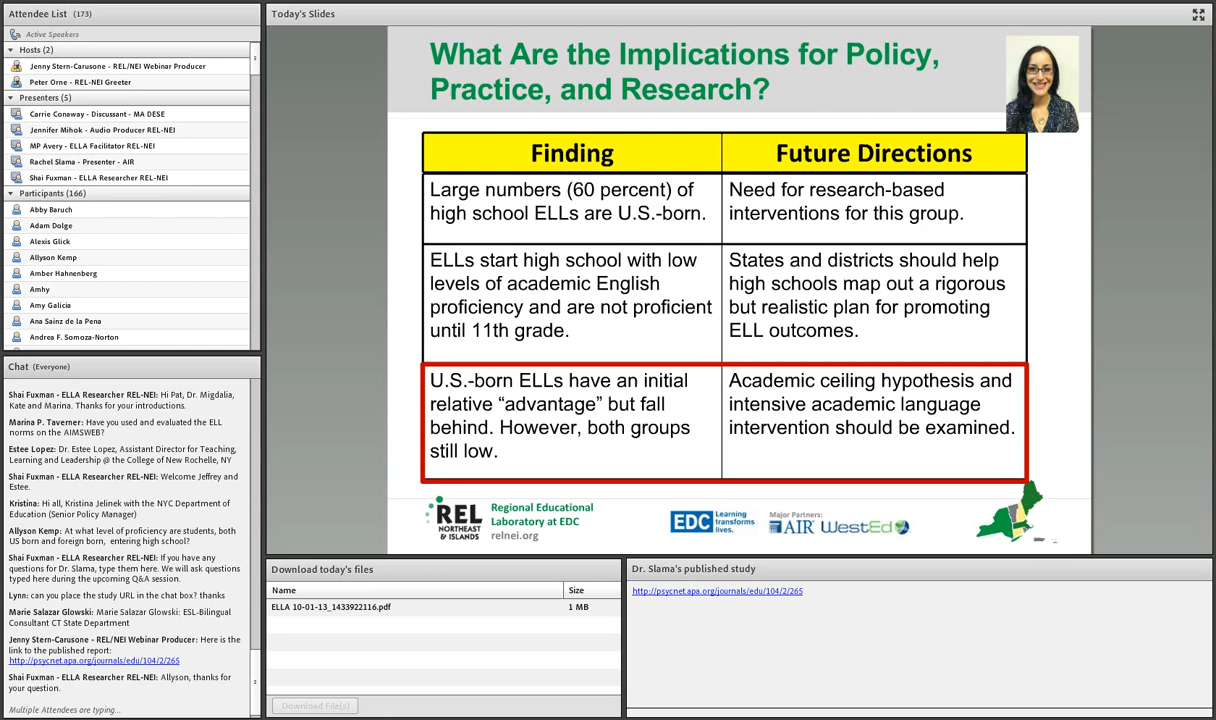 Attendee List (173)
Active Speakers
Hosts (2)
Jenny Stern-Carusone - REL/NEI Webinar Producer
Peter Orne - REL-NEI Greeter
Presenters (5)
Carrie Conaway - Discussant - MA DESE
Jennifer Mihok - Audio Producer REL-NEI
MP Avery - ELLA Facilitator REL-NEI
Rachel Slama - Presenter - AIR
Shai Fuxman - ELLA Researcher REL-NEI
Participants (166)
Abby Baruch
Adam Dolge
Alexis Glick
Allyson Kemp
Amber Hahnenberg
Amhy
Amy Galicia
Ana Sainz de la Pena
Andrea F. Somoza-Norton
Chat (Everyone)
Shai Fuxman - ELLA Researcher REL-NEI: Hi Pat, Dr. Migdalia,
Kate and Marina. Thanks for your introductions.
Marina P. Taverner: Have you used and evaluated the ELL
norms on the AIMSWEB?
Estee Lopez: Dr. Estee Lopez, Assistant Director for Teaching,
Learning and Leadership @ the College of New Rochelle, NY
Shai Fuxman - ELLA Researcher REL-NEI: Welcome Jeffrey and
Estee.
Kristina: Hi all, Kristina Jelinek with the NYC Department of
Education (Senior Policy Manager)
Allyson Kemp: At what level of proficiency are students, both
US born and foreign born, entering high school?
Shai Fuxman - ELLA Researcher REL-NEI: If you have any
questions for Dr. Slama, type them here. We will ask questions
typed here during the upcoming Q&A session.
Lynn: can you place the study URL in the chat box? thanks
Marie Salazar Glowski: Marie Salazar Glowski: ESL-Bilingual
Consultant CT State Department
Jenny Stern-Carusone - REL/NEI Webinar Producer: Here is the
link to the published report:
http://psycnet.apa.org/journals/edu/104/2/265
Shai Fuxman - ELLA Researcher REL-NEI: Allyson, thanks for
your question.
Multiple Attendees are typing...
Today's Slides
What Are the Implications for Policy,
Practice, and Research?
Finding
Future Directions
Large numbers (60 percent) of
high school ELLs are U.S.-born.
Need for research-based
interventions for this group.
ELLs start high school with low
levels of academic English
proficiency and are not proficient
until 11th grade.
States and districts should help
high schools map out a rigorous
but realistic plan for promoting
ELL outcomes.
U.S.-born ELLs have an initial
relative “advantage” but fall
behind. However, both groups
still low.
Academic ceiling hypothesis and
intensive academic language
intervention should be examined.
REL
NORTHEAST
& ISLANDS
Regional Educational
Laboratory at EDC
relnei.org
EDC Learning
transforms
lives.
Major Partners:
AIR WestEd
Download today's files
Name Size
ELLA 10-01-13_1433922116.pdf 1 MB
Download File(s)
Dr. Slama's published study
http://psycnet.apa.org/journals/edu/104/2/265